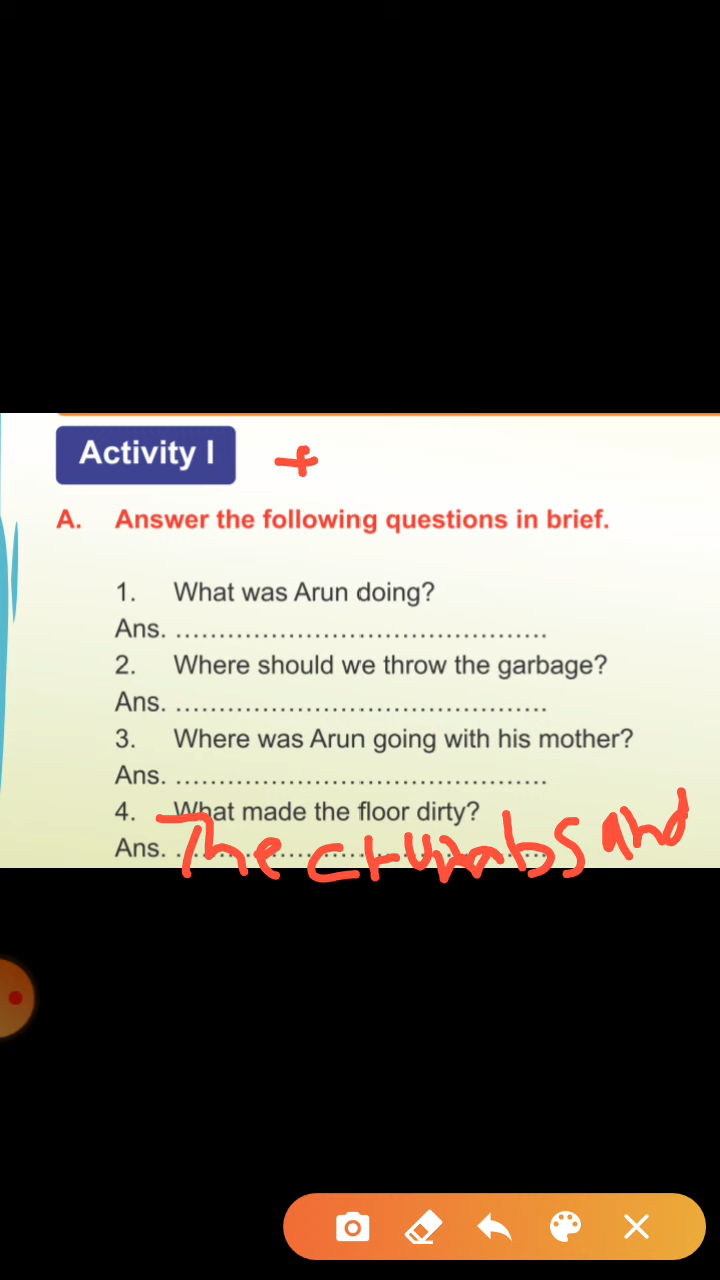 Activity I +
A. Answer the following questions in brief.
1. What was Arun doing?
Ans. ...........................................
2. Where should we throw the garbage?
Ans. ...........................................
3. Where was Arun going with his mother?
Ans. ...........................................
4. What made the floor dirty?
Ans. ........................................... The crumbs and